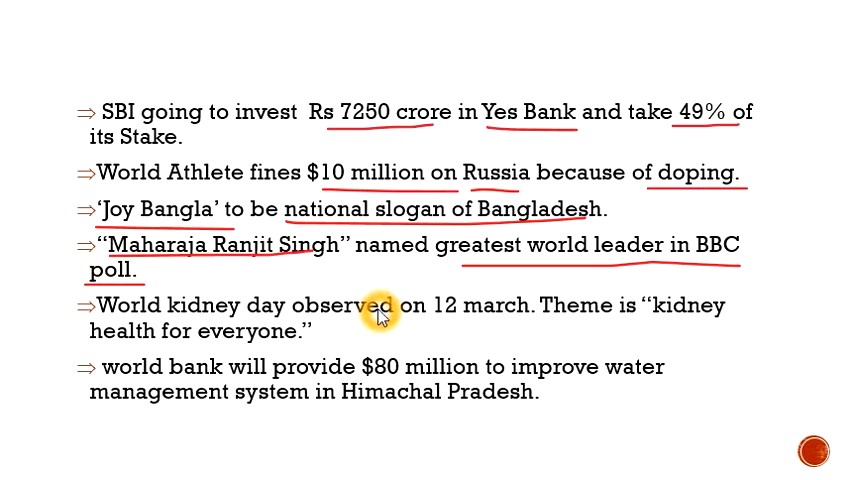 ⇒ SBI going to invest Rs 7250 crore in Yes Bank and take 49% of
its Stake.
⇒World Athlete fines $10 million on Russia because of doping.
⇒‘Joy Bangla’ to be national slogan of Bangladesh.
⇒“Maharaja Ranjit Singh” named greatest world leader in BBC
poll.
⇒World kidney day observed on 12 march. Theme is “kidney
health for everyone.”
⇒ world bank will provide $80 million to improve water
management system in Himachal Pradesh.